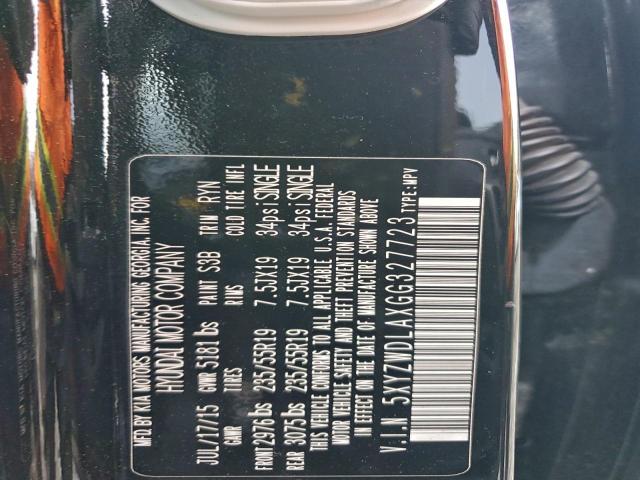 MFD BY KIA MOTORS MANUFACTURING GEORGIA, INC. FOR
HYUNDAI MOTOR COMPANY
JUL/17/15 GVWR 5181 lbs PAINT S3B TRIM RYN
GAWR TIRES RIMS COLD TIRE INFL
FRONT 2976 lbs 235/55R19 7.5JX19 34psi SINGLE
REAR 3075 lbs 235/55R19 7.5JX19 34psi SINGLE
THIS VEHICLE CONFORMS TO ALL APPLICABLE U.S.A. FEDERAL
MOTOR VEHICLE SAFETY AND THEFT PREVENTION STANDARDS
IN EFFECT ON THE DATE OF MANUFACTURE SHOWN ABOVE
V.I.N 5XYZWDLAXGG327723 TYPE:MPV